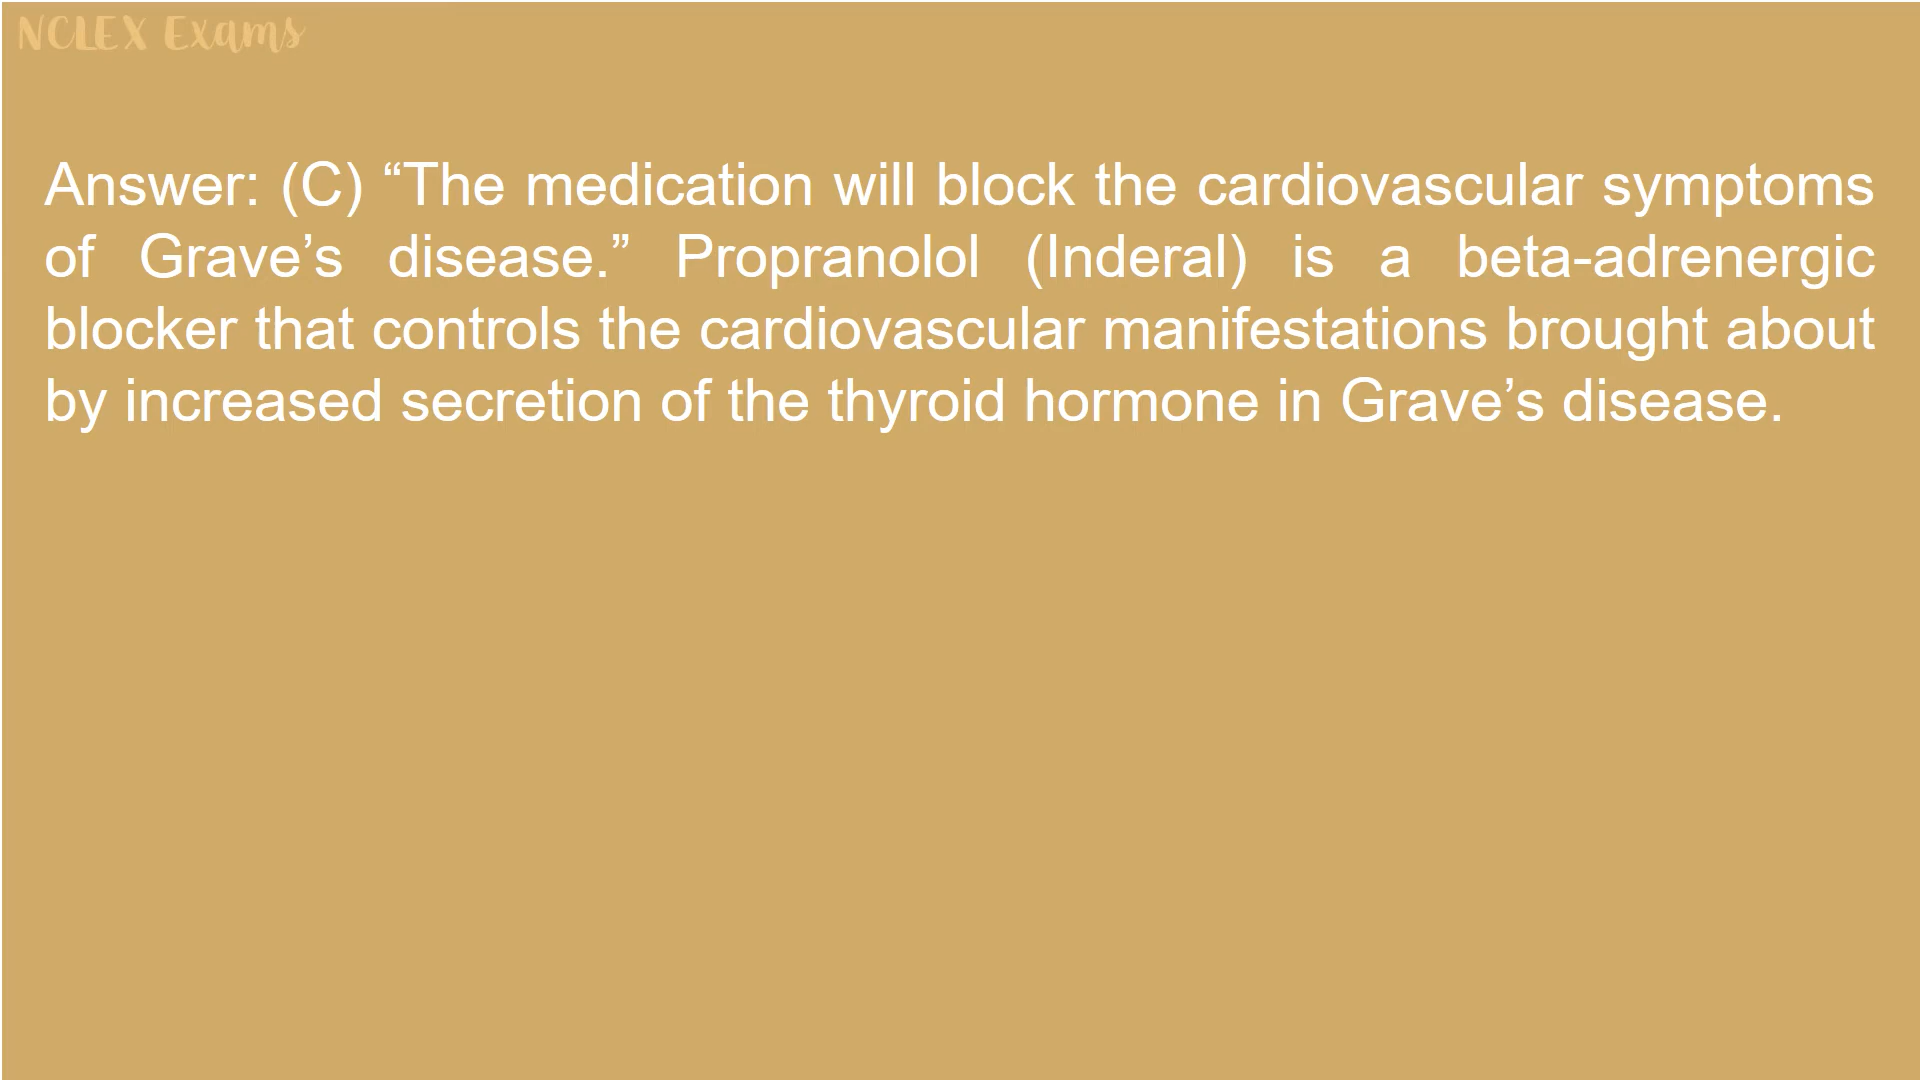 NCLEX Exams
Answer: (C) “The medication will block the cardiovascular symptoms
of Grave’s disease.” Propranolol (Inderal) is a beta-adrenergic
blocker that controls the cardiovascular manifestations brought about
by increased secretion of the thyroid hormone in Grave’s disease.